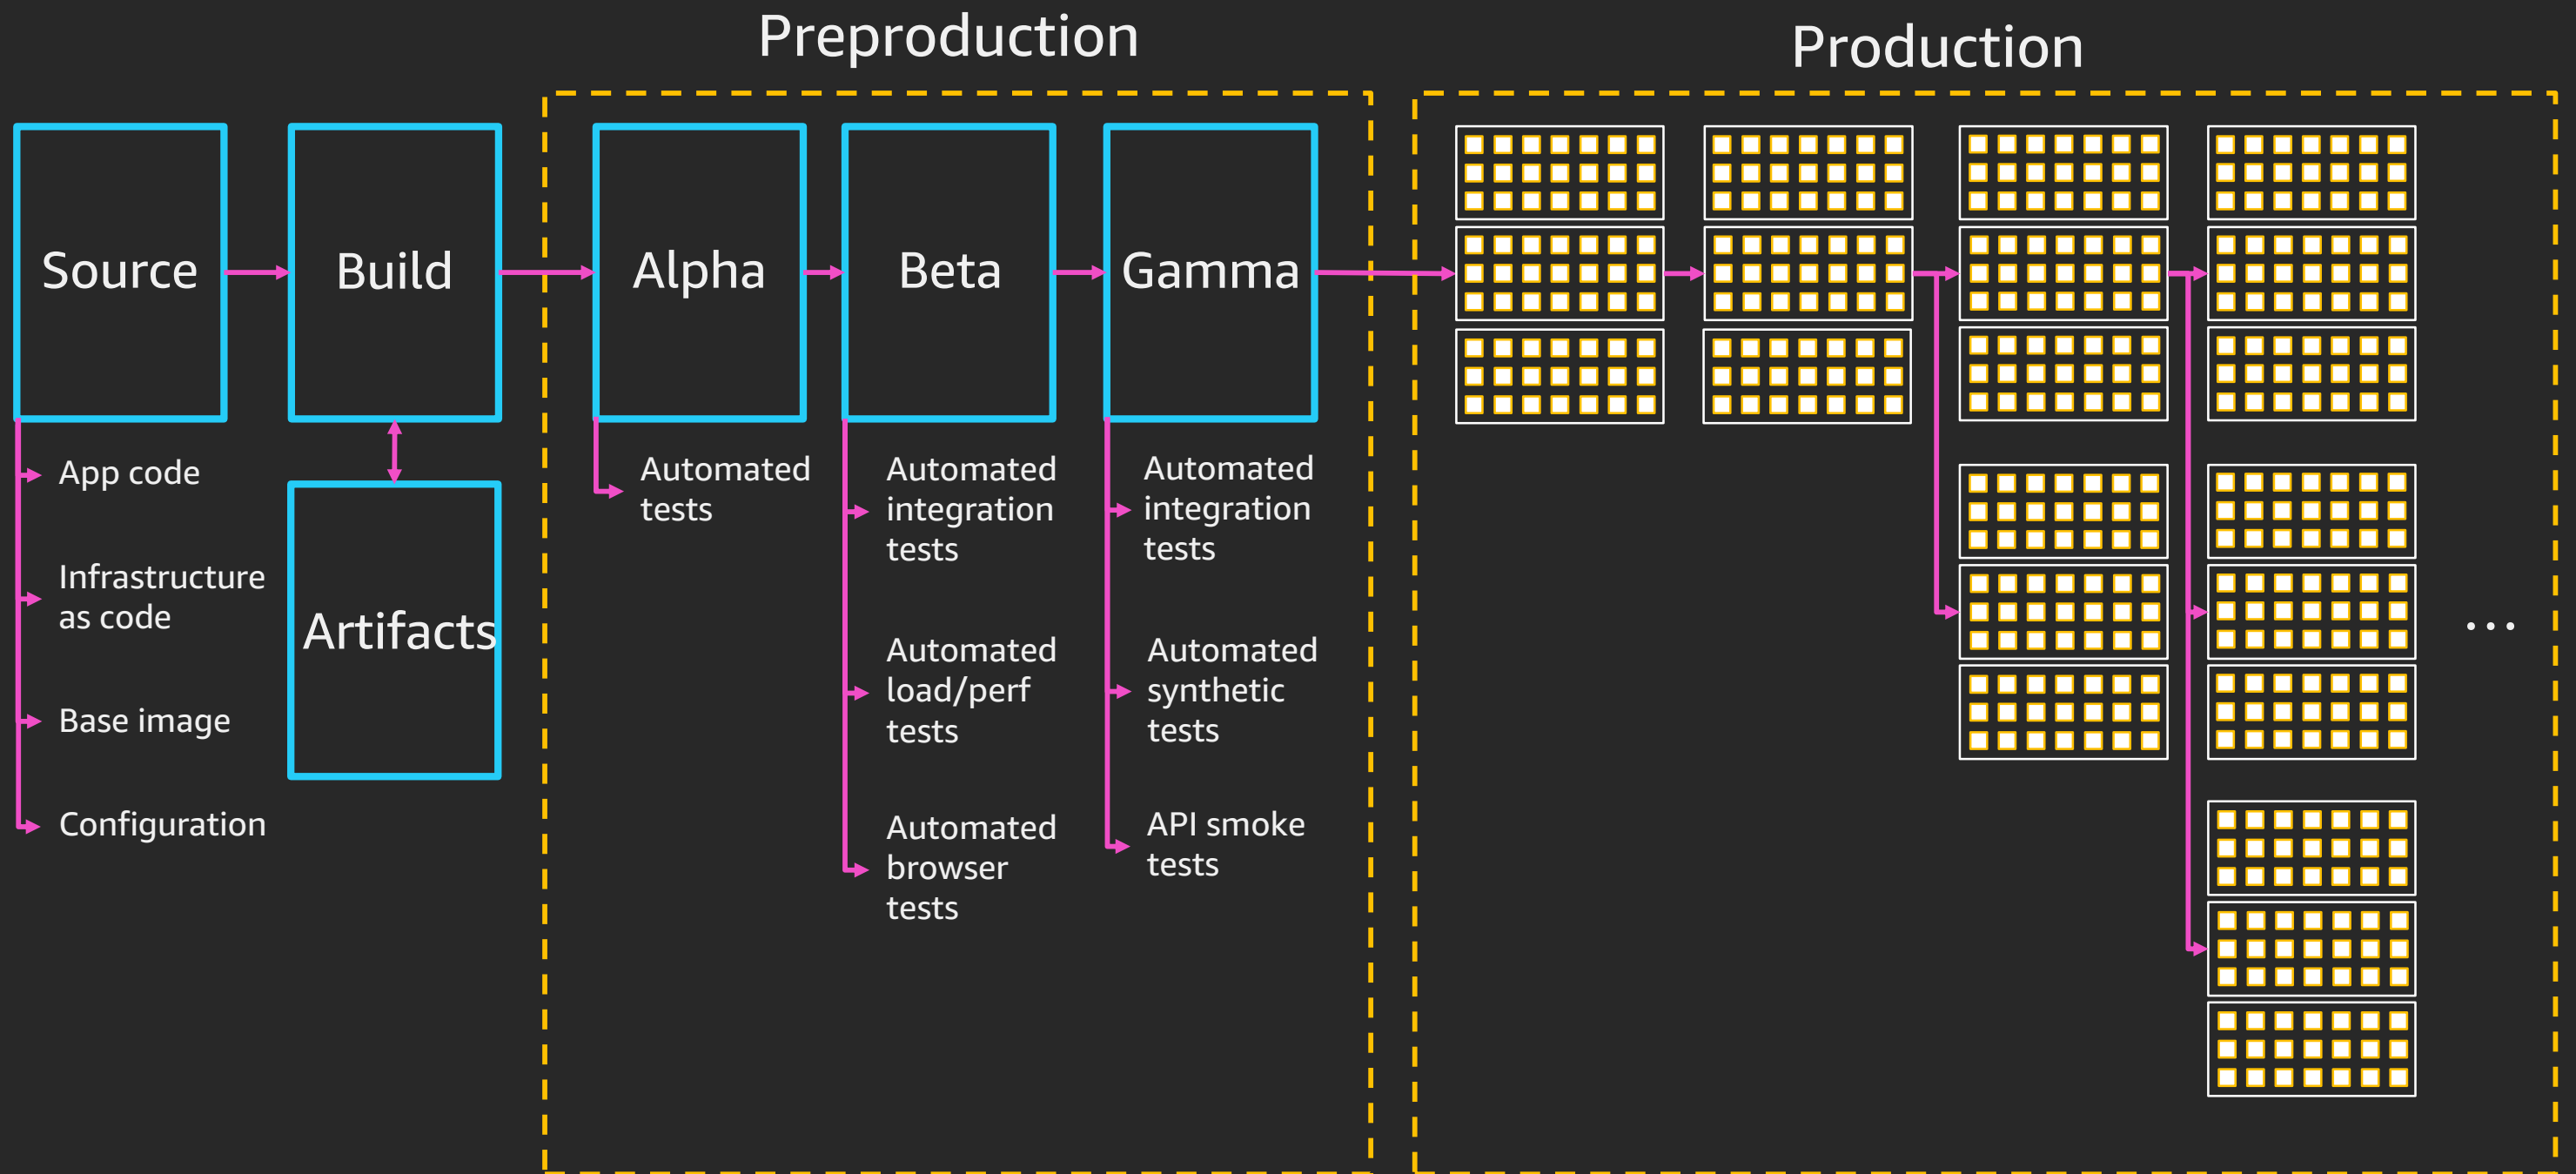 Preproduction
Production
Source
Build
Alpha
Beta
Gamma
App code
Infrastructure
as code
Base image
Configuration
Artifacts
Automated
tests
Automated
integration
tests
Automated
load/perf
tests
Automated
browser
tests
Automated
integration
tests
Automated
synthetic
tests
API smoke
tests
...